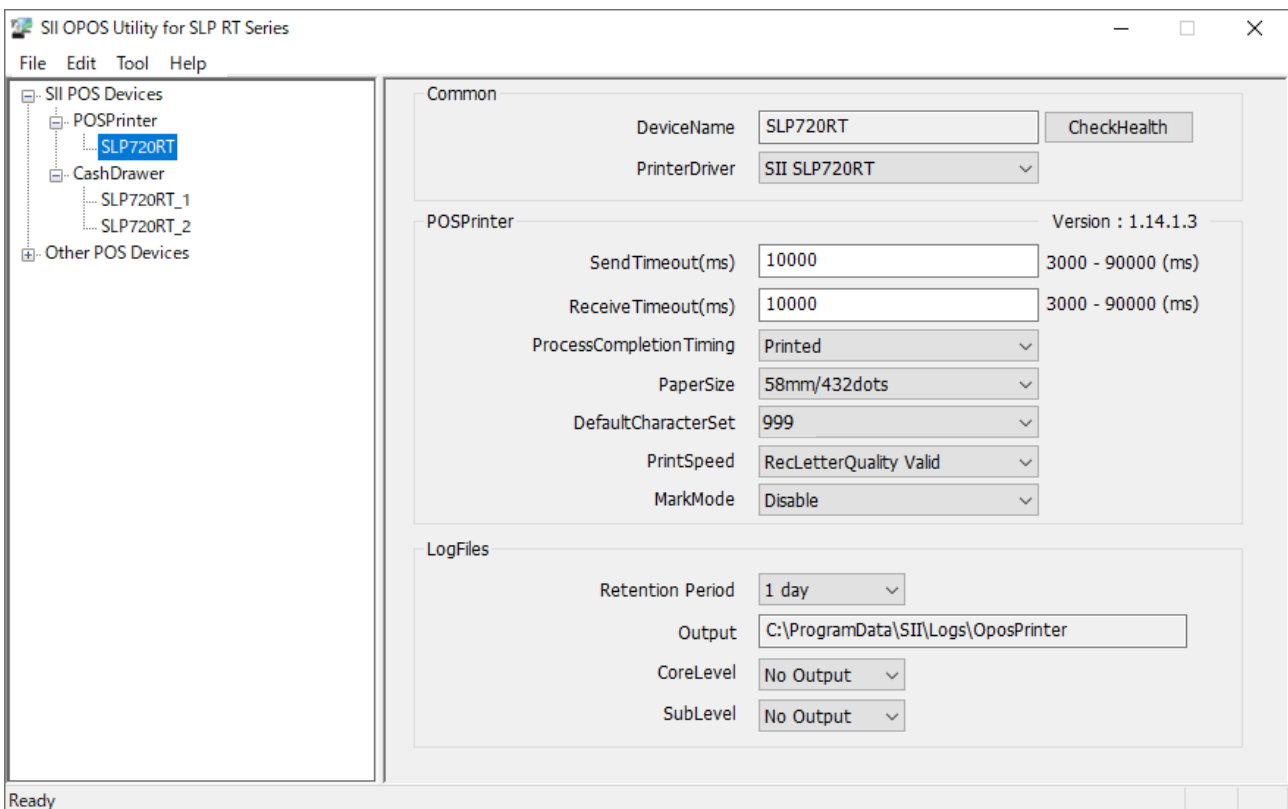 SII OPOS Utility for SLP RT Series
File Edit Tool Help
SII POS Devices
POSPrinter
SLP720RT
CashDrawer
SLP720RT_1
SLP720RT_2
Other POS Devices
Common
DeviceName SLP720RT CheckHealth
PrinterDriver SII SLP720RT
POSPrinter Version : 1.14.1.3
SendTimeout(ms) 10000 3000 - 90000 (ms)
ReceiveTimeout(ms) 10000 3000 - 90000 (ms)
ProcessCompletionTiming Printed
PaperSize 58mm/432dots
DefaultCharacterSet 999
PrintSpeed RecLetterQuality Valid
MarkMode Disable
LogFiles
Retention Period 1 day
Output C:\ProgramData\SII\Logs\OposPrinter
CoreLevel No Output
SubLevel No Output
Ready